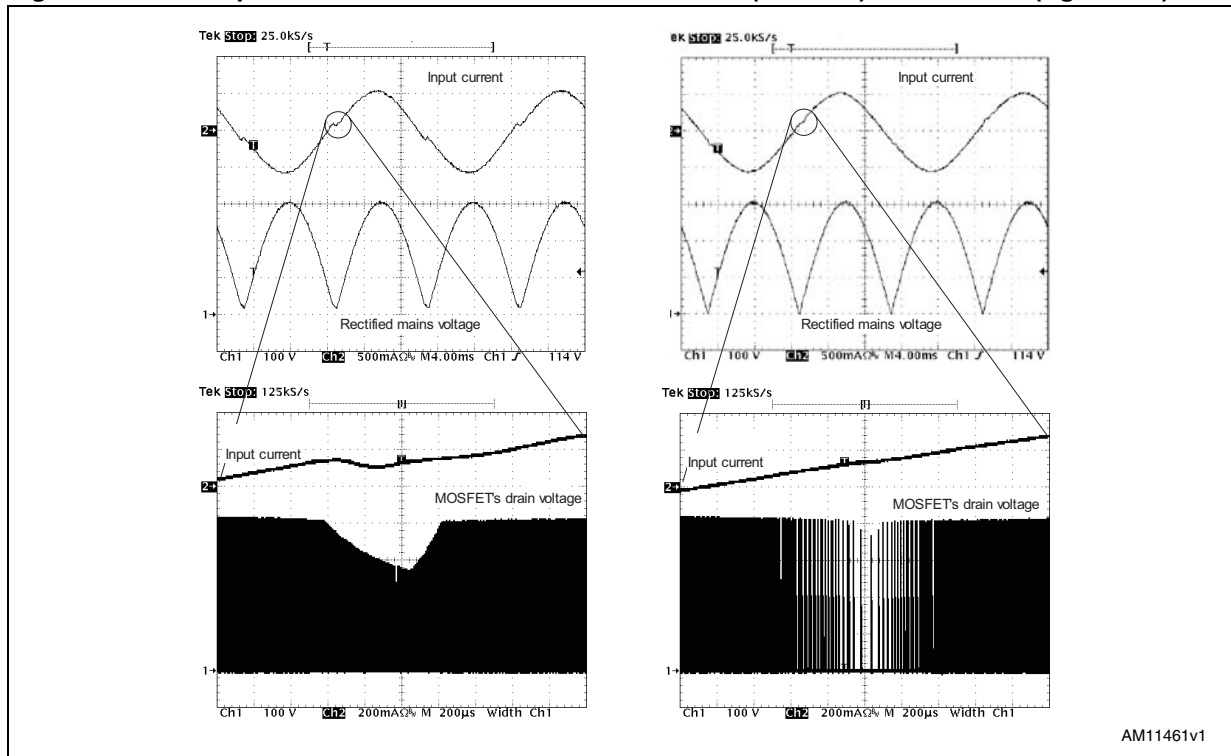 Tek Stop: 25.0kS/s
T
Input current
2→
T
T
Rectified mains voltage
1→
Ch1 100 V Ch2 500mAΩ M4.00ms Ch1 114 V
ek Stop: 25.0kS/s
T
Input current
2→
T
T
Rectified mains voltage
1→
Ch1 100 V Ch2 500mAΩ M4.00ms Ch1 114 V
Tek Stop: 125kS/s
Input current
T
2→
MOSFET's drain voltage
1→
Ch1 100 V Ch2 200mAΩ M 200µs Width Ch1
Tek Stop: 125kS/s
Input current
T
2→
MOSFET's drain voltage
1→
Ch1 100 V Ch2 200mAΩ M 200µs Width Ch1
AM11461v1